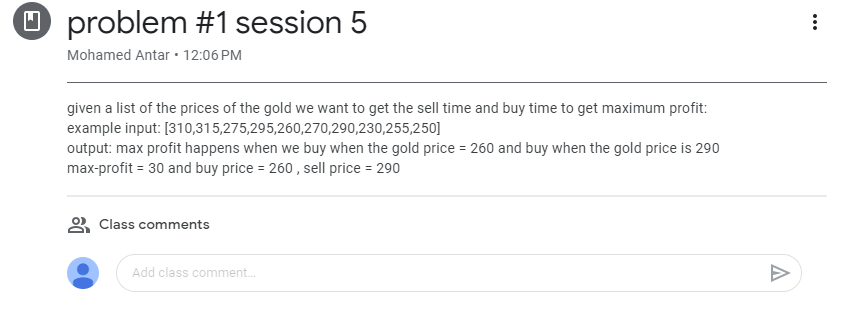 problem #1 session 5
Mohamed Antar • 12:06 PM
given a list of the prices of the gold we want to get the sell time and buy time to get maximum profit:
example input: [310,315,275,295,260,270,290,230,255,250]
output: max profit happens when we buy when the gold price = 260 and buy when the gold price is 290
max-profit = 30 and buy price = 260 , sell price = 290
Class comments
Add class comment...